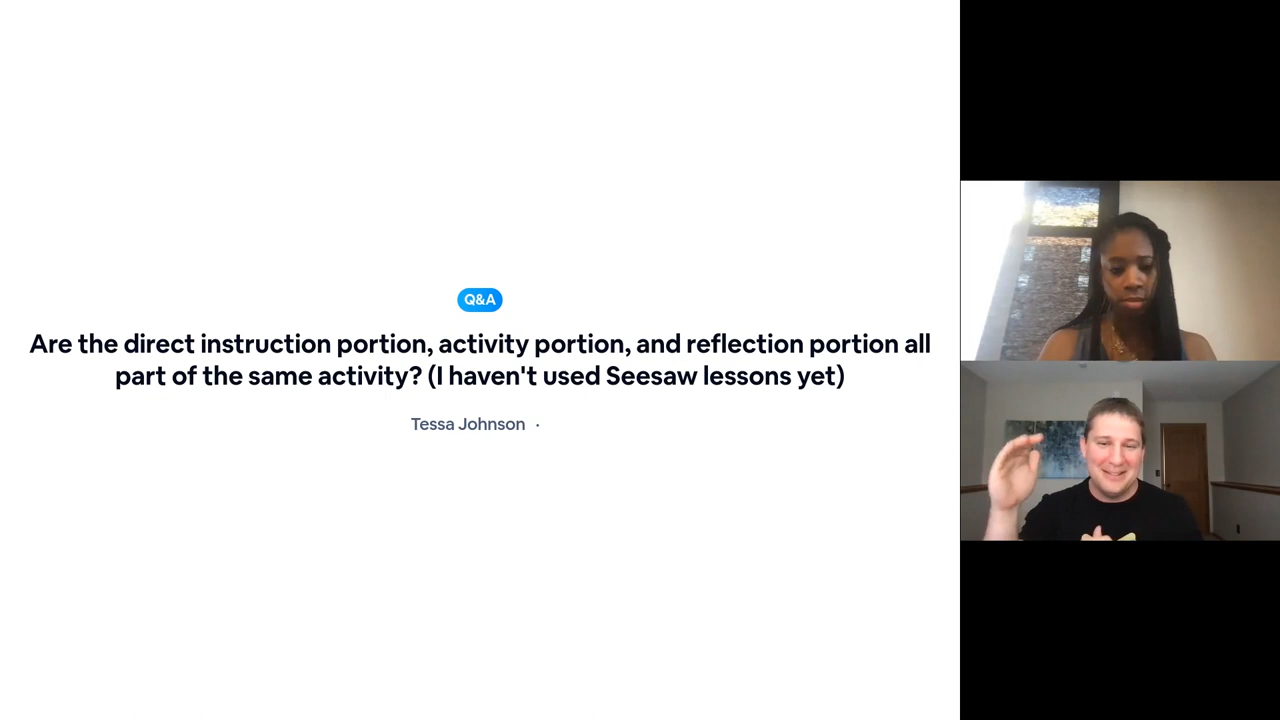 Q&A
Are the direct instruction portion, activity portion, and reflection portion all
part of the same activity? (I haven't used Seesaw lessons yet)
Tessa Johnson ·